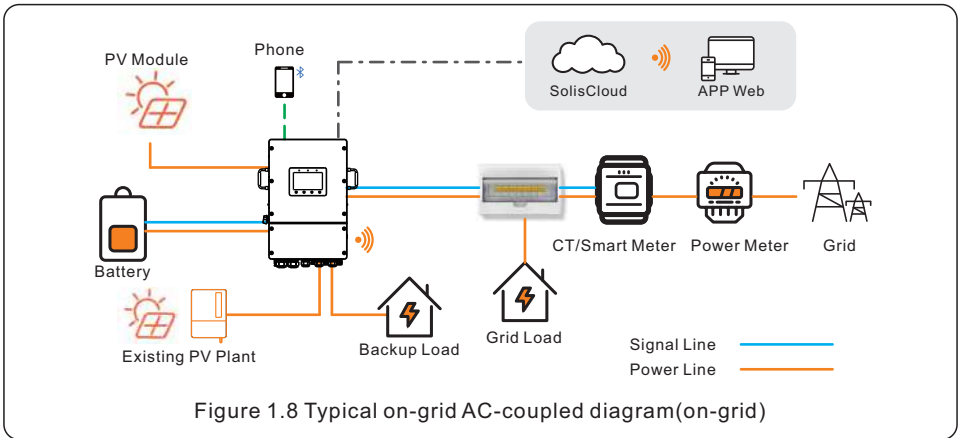 Phone
PV Module
SolisCloud
APP Web
CT/Smart Meter
Power Meter
Grid
Battery
Existing PV Plant
Backup Load
Grid Load
Signal Line
Power Line
Figure 1.8 Typical on-grid AC-coupled diagram(on-grid)